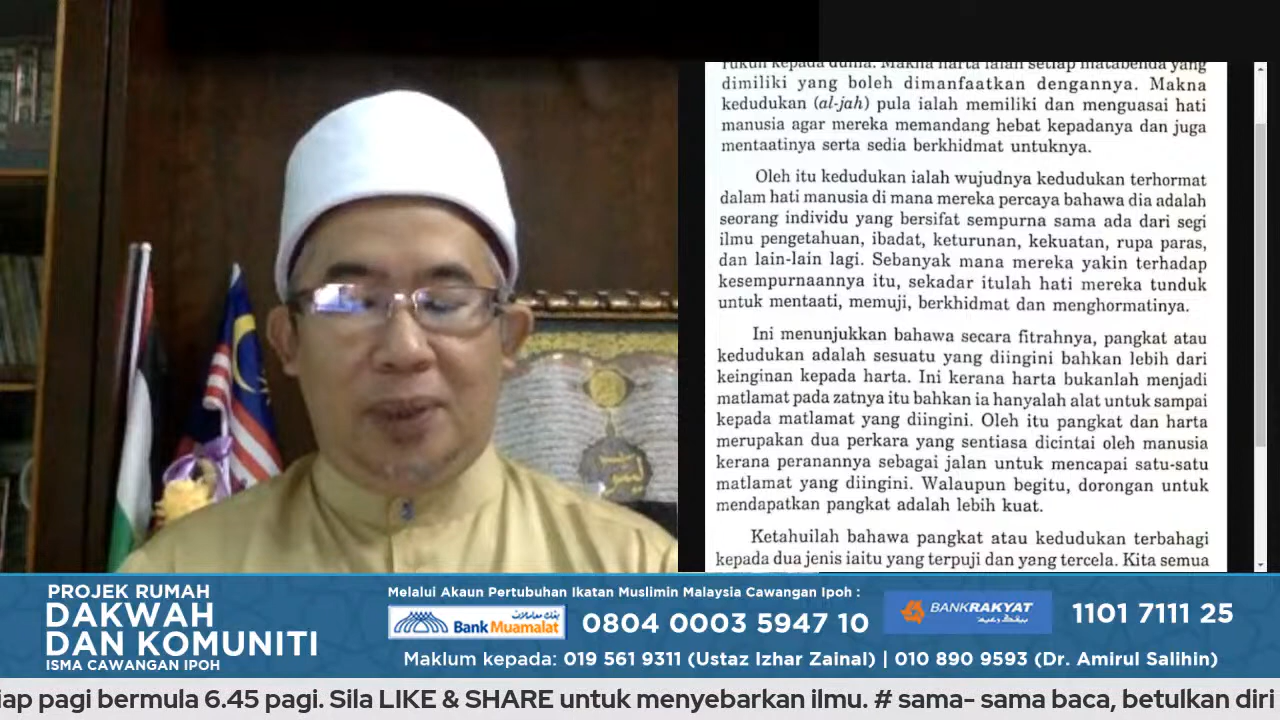 rukun kepada dunia. Makna harta ialah setiap matabenda yang
dimiliki yang boleh dimanfaatkan dengannya. Makna
kedudukan (al-jah) pula ialah memiliki dan menguasai hati
manusia agar mereka memandang hebat kepadanya dan juga
mentaatinya serta sedia berkhidmat untuknya.
Oleh itu kedudukan ialah wujudnya kedudukan terhormat
dalam hati manusia di mana mereka percaya bahawa dia adalah
seorang individu yang bersifat sempurna sama ada dari segi
ilmu pengetahuan, ibadat, keturunan, kekuatan, rupa paras,
dan lain-lain lagi. Sebanyak mana mereka yakin terhadap
kesempurnaannya itu, sekadar itulah hati mereka tunduk
untuk mentaati, memuji, berkhidmat dan menghormatinya.
Ini menunjukkan bahawa secara fitrahnya, pangkat atau
kedudukan adalah sesuatu yang diingini bahkan lebih dari
keinginan kepada harta. Ini kerana harta bukanlah menjadi
matlamat pada zatnya itu bahkan ia hanyalah alat untuk sampai
kepada matlamat yang diingini. Oleh itu pangkat dan harta
merupakan dua perkara yang sentiasa dicintai oleh manusia
kerana peranannya sebagai jalan untuk mencapai satu-satu
matlamat yang diingini. Walaupun begitu, dorongan untuk
mendapatkan pangkat adalah lebih kuat.
Ketahuilah bahawa pangkat atau kedudukan terbahagi
kepada dua jenis iaitu yang terpuji dan yang tercela. Kita semua
PROJEK RUMAH
DAKWAH
DAN KOMUNITI
ISMA CAWANGAN IPOH
Melalui Akaun Pertubuhan Ikatan Muslimin Malaysia Cawangan Ipoh :
Bank Muamalat
0804 0003 5947 10
BANKRAKYAT
1101 7111 25
Maklum kepada: 019 561 9311 (Ustaz Izhar Zainal) | 010 890 9593 (Dr. Amirul Salihin)
iap pagi bermula 6.45 pagi. Sila LIKE & SHARE untuk menyebarkan ilmu. # sama- sama baca, betulkan diri